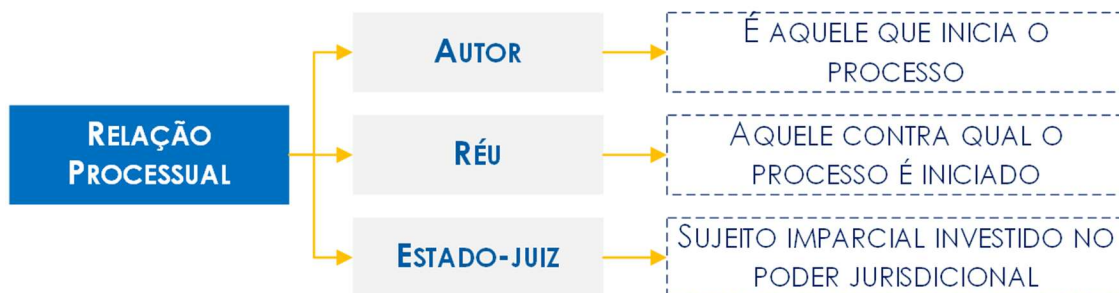 RELAÇÃO
PROCESSUAL
AUTOR
É AQUELE QUE INICIA O
PROCESSO
RÉU
AQUELE CONTRA QUAL O
PROCESSO É INICIADO
ESTADO-JUIZ
SUJEITO IMPARCIAL INVESTIDO NO
PODER JURISDICIONAL